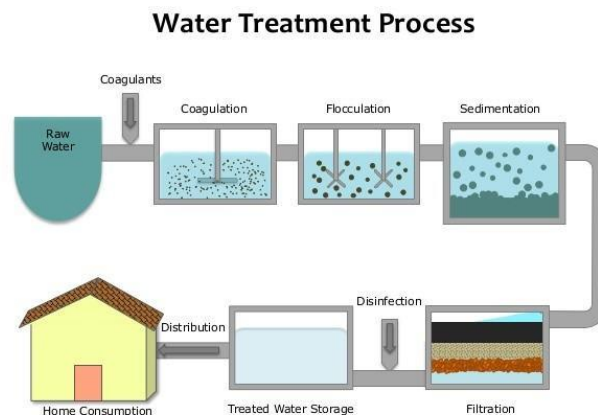 Water Treatment Process
Coagulants
Coagulation
Flocculation
Sedimentation
Raw
Water
Disinfection
Distribution
Home Consumption
Treated Water Storage
Filtration